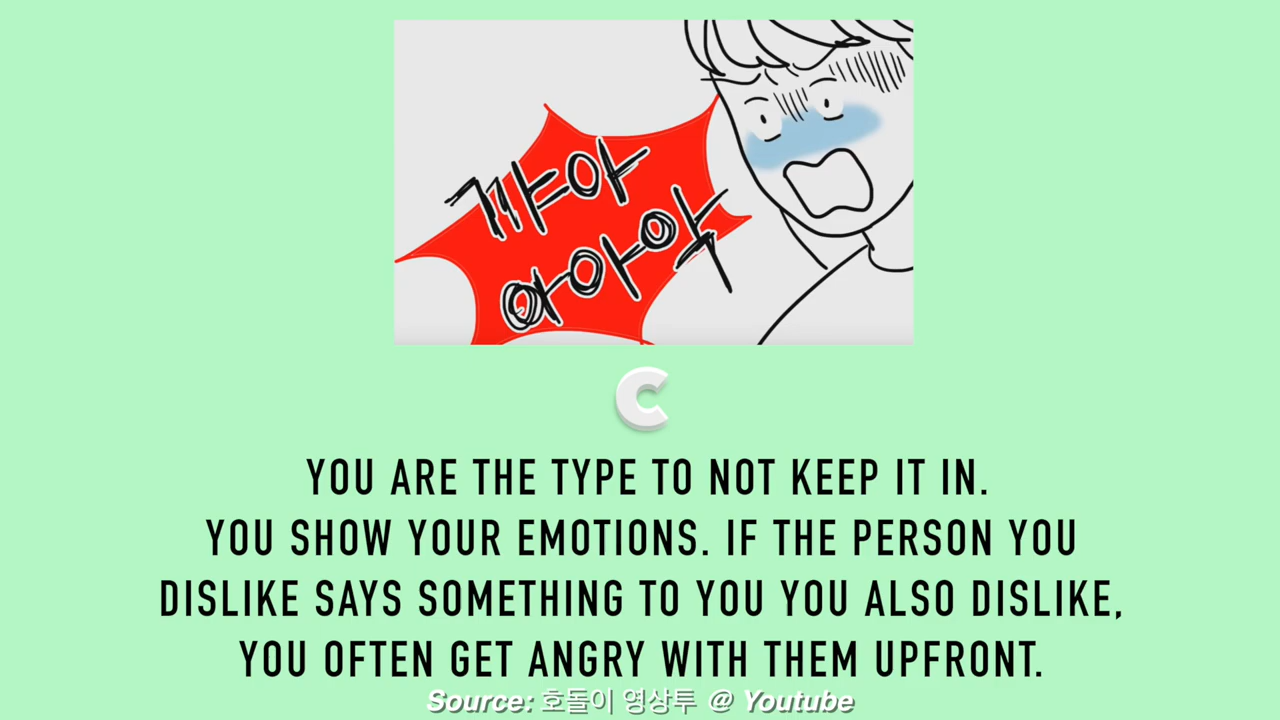 꺄아
아아악
C
YOU ARE THE TYPE TO NOT KEEP IT IN.
YOU SHOW YOUR EMOTIONS. IF THE PERSON YOU
DISLIKE SAYS SOMETHING TO YOU YOU ALSO DISLIKE,
YOU OFTEN GET ANGRY WITH THEM UPFRONT.
Source: 호돌이 영상투 @ Youtube